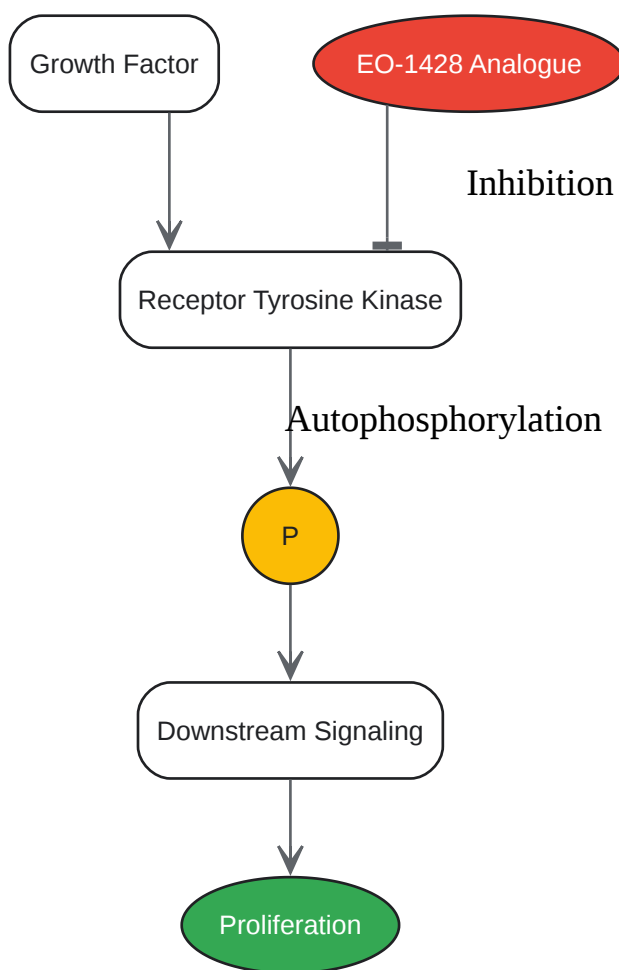 Growth Factor
EO-1428 Analogue
Inhibition
Receptor Tyrosine Kinase
Autophosphorylation
P
Downstream Signaling
Proliferation